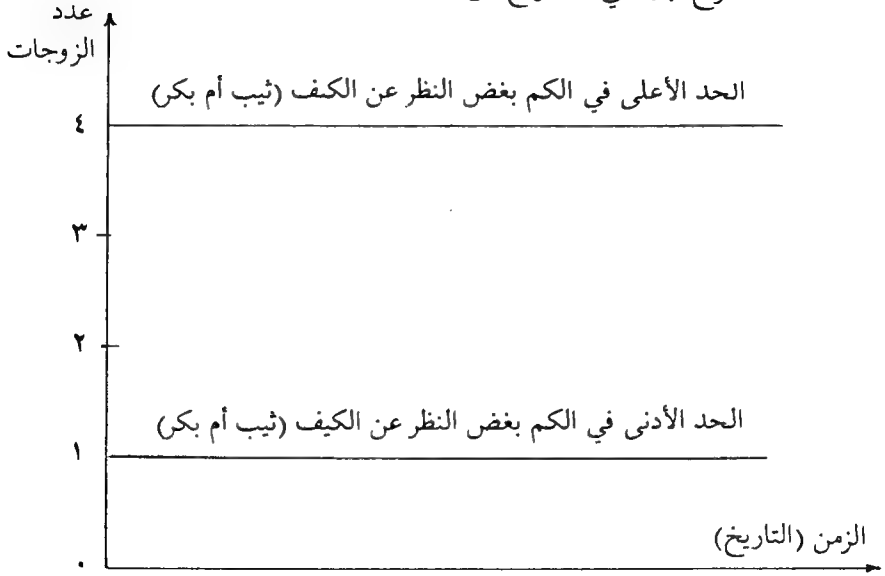 عدد
الزوجات
الحد الأعلى في الكم بغض النظر عن الكيف (ثيب أم بكر)
٤
٣
٢
الحد الأدنى في الكم بغض النظر عن الكيف (ثيب أم بكر)
١
الزمن (التاريخ)
٠